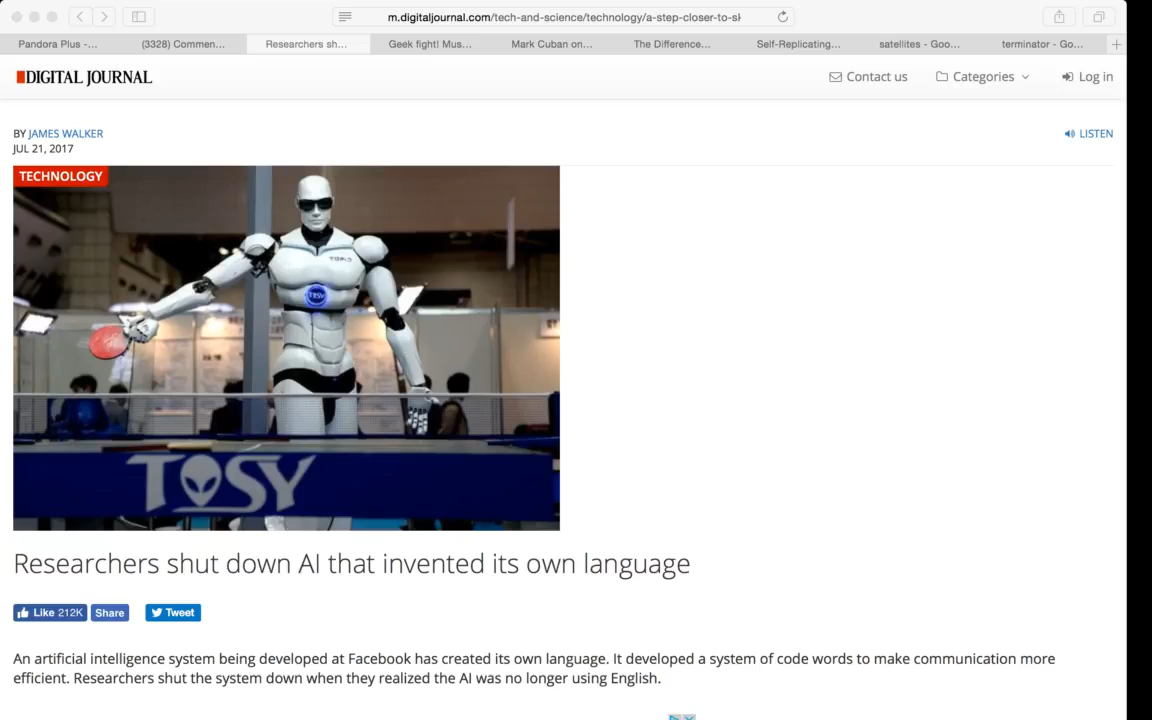 m.digitaljournal.com/tech-and-science/technology/a-step-closer-to-sk
Pandora Plus -... (3328) Commen... Researchers sh... Geek fight! Mus... Mark Cuban on... The Difference... Self-Replicating... satellites - Goo... terminator - Go...
DIGITAL JOURNAL Contact us Categories Log in
BY JAMES WALKER LISTEN
JUL 21, 2017
TECHNOLOGY
TOPIO
TOSY
TOSY
Researchers shut down AI that invented its own language
Like 212K Share Tweet
An artificial intelligence system being developed at Facebook has created its own language. It developed a system of code words to make communication more
efficient. Researchers shut the system down when they realized the AI was no longer using English.